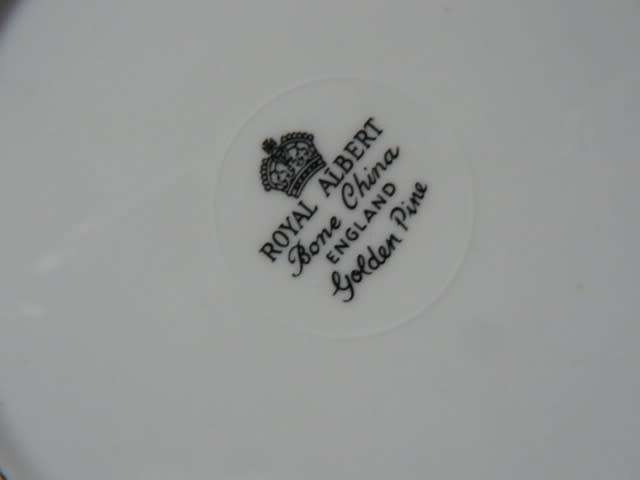 ROYAL ALBERT
Bone China
ENGLAND
Golden Pine